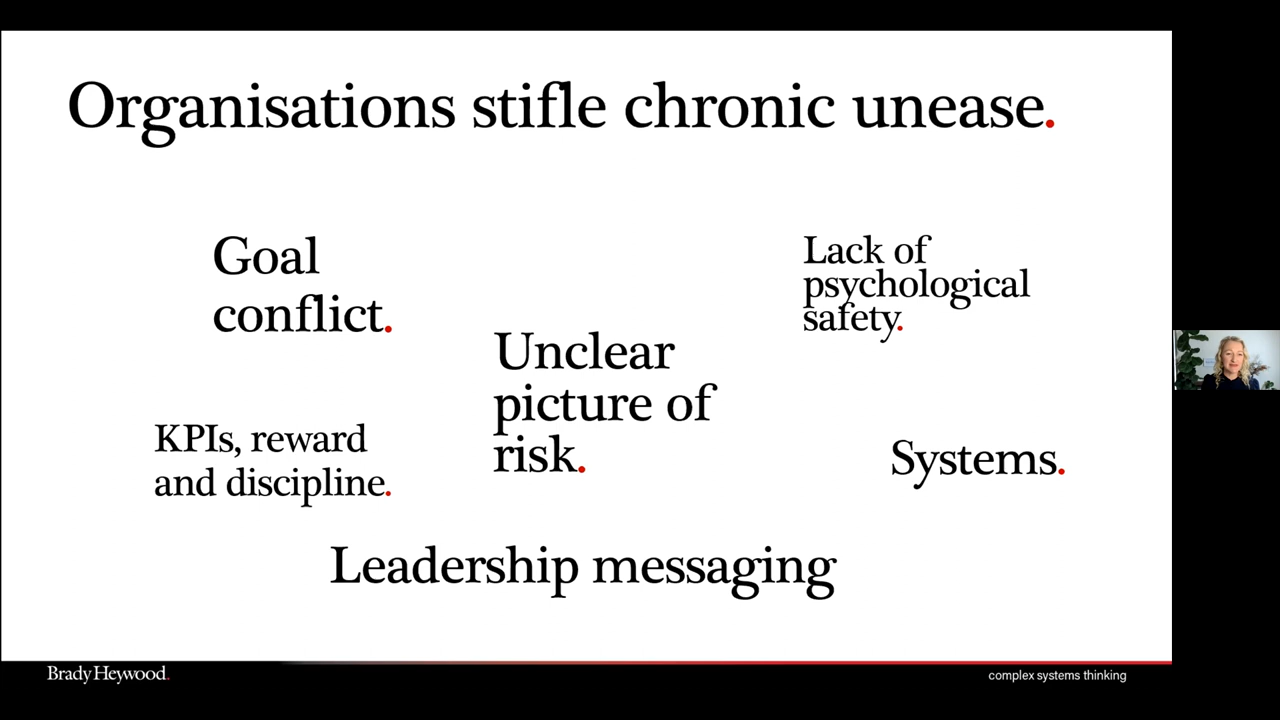 Organisations stifle chronic unease.
Goal
conflict.
Lack of
psychological
safety.
Unclear
picture of
risk.
KPIs, reward
and discipline.
Systems.
Leadership messaging
Brady Heywood.
complex systems thinking